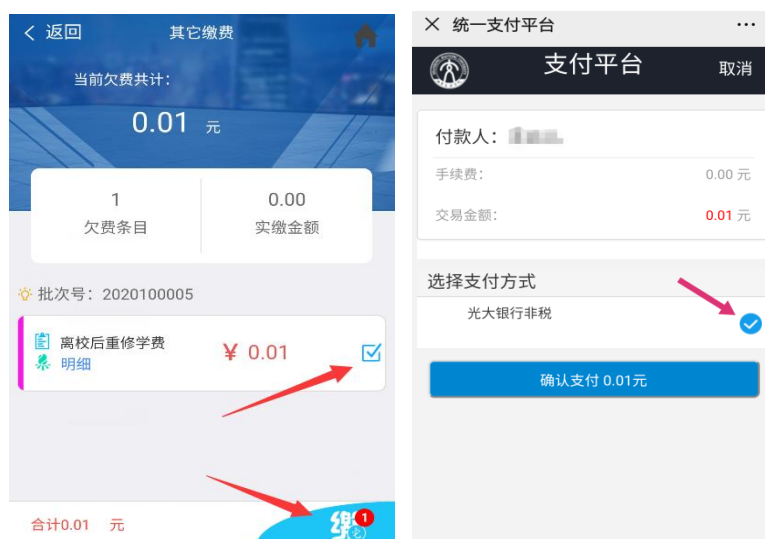 返回
其它缴费
当前欠费共计：
0.01 元
1
0.00
欠费条目
实缴金额
批次号：2020100005
离校后重修学费
明细
¥ 0.01
合计0.01 元
缴
1
统一支付平台
支付平台
取消
付款人：
手续费：
0.00 元
交易金额：
0.01 元
选择支付方式
光大银行非税
确认支付 0.01元